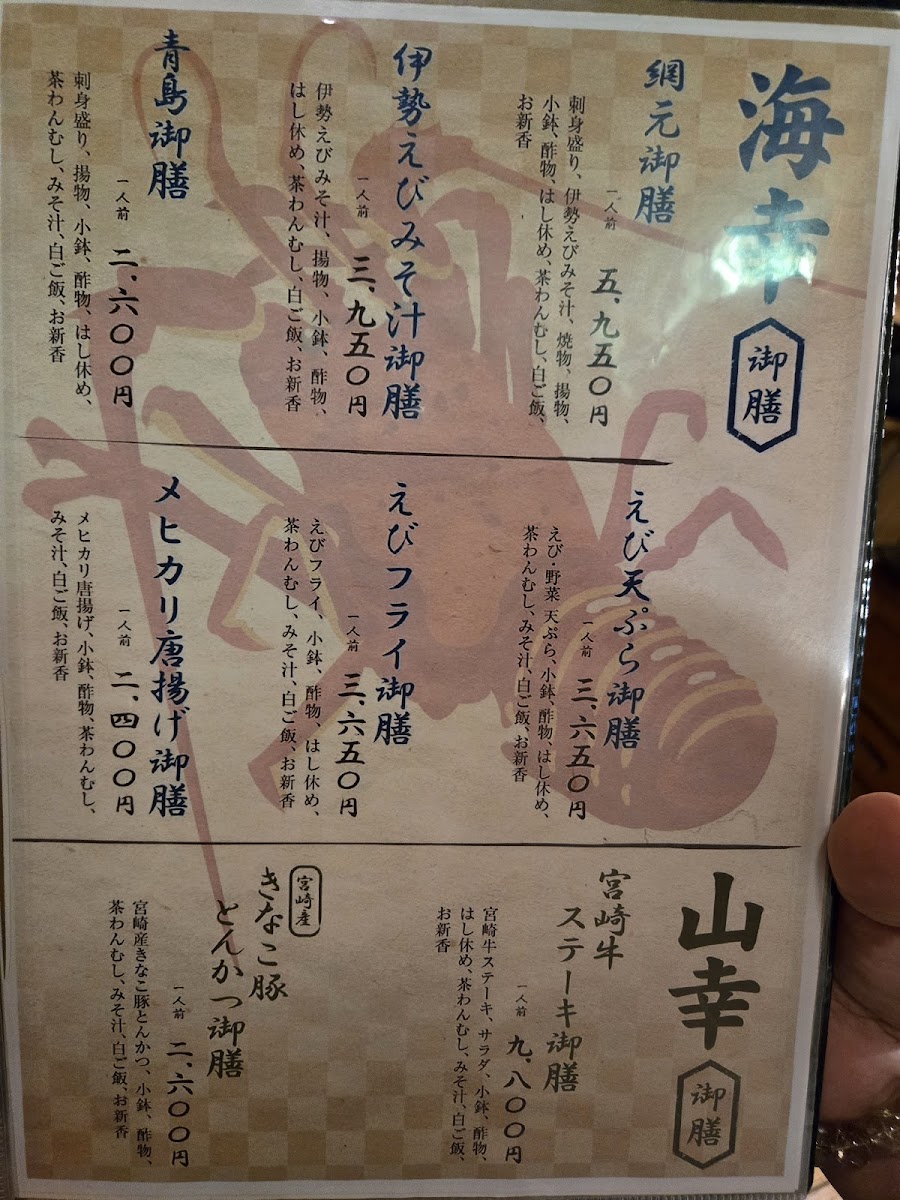 海幸
御膳
網元御膳
一人前 五、九五〇円
刺身盛り、伊勢えびみそ汁、焼物、揚物、
小鉢、酢物、はし休め、茶わんむし、白ご飯、
お新香
伊勢えびみそ汁御膳
一人前 三、九五〇円
伊勢えびみそ汁、揚物、小鉢、酢物、
はし休め、茶わんむし、白ご飯、お新香
青島御膳
一人前 二、六〇〇円
刺身盛り、揚物、小鉢、酢物、はし休め、
茶わんむし、みそ汁、白ご飯、お新香
えび天ぷら御膳
一人前 三、六五〇円
えび・野菜 天ぷら、小鉢、酢物、はし休め、
茶わんむし、みそ汁、白ご飯、お新香
えびフライ御膳
一人前 三、六五〇円
えびフライ、小鉢、酢物、はし休め、
茶わんむし、みそ汁、白ご飯、お新香
メヒカリ唐揚げ御膳
一人前 二、四〇〇円
メヒカリ唐揚げ、小鉢、酢物、茶わんむし、
みそ汁、白ご飯、お新香
山幸
御膳
宮崎牛
ステーキ御膳
一人前 九、八〇〇円
宮崎牛ステーキ、サラダ、小鉢、酢物、
はし休め、茶わんむし、みそ汁、白ご飯、
お新香
宮崎産
きなこ豚
とんかつ御膳
一人前 二、六〇〇円
宮崎産きなこ豚とんかつ、小鉢、酢物、
茶わんむし、みそ汁、白ご飯、お新香